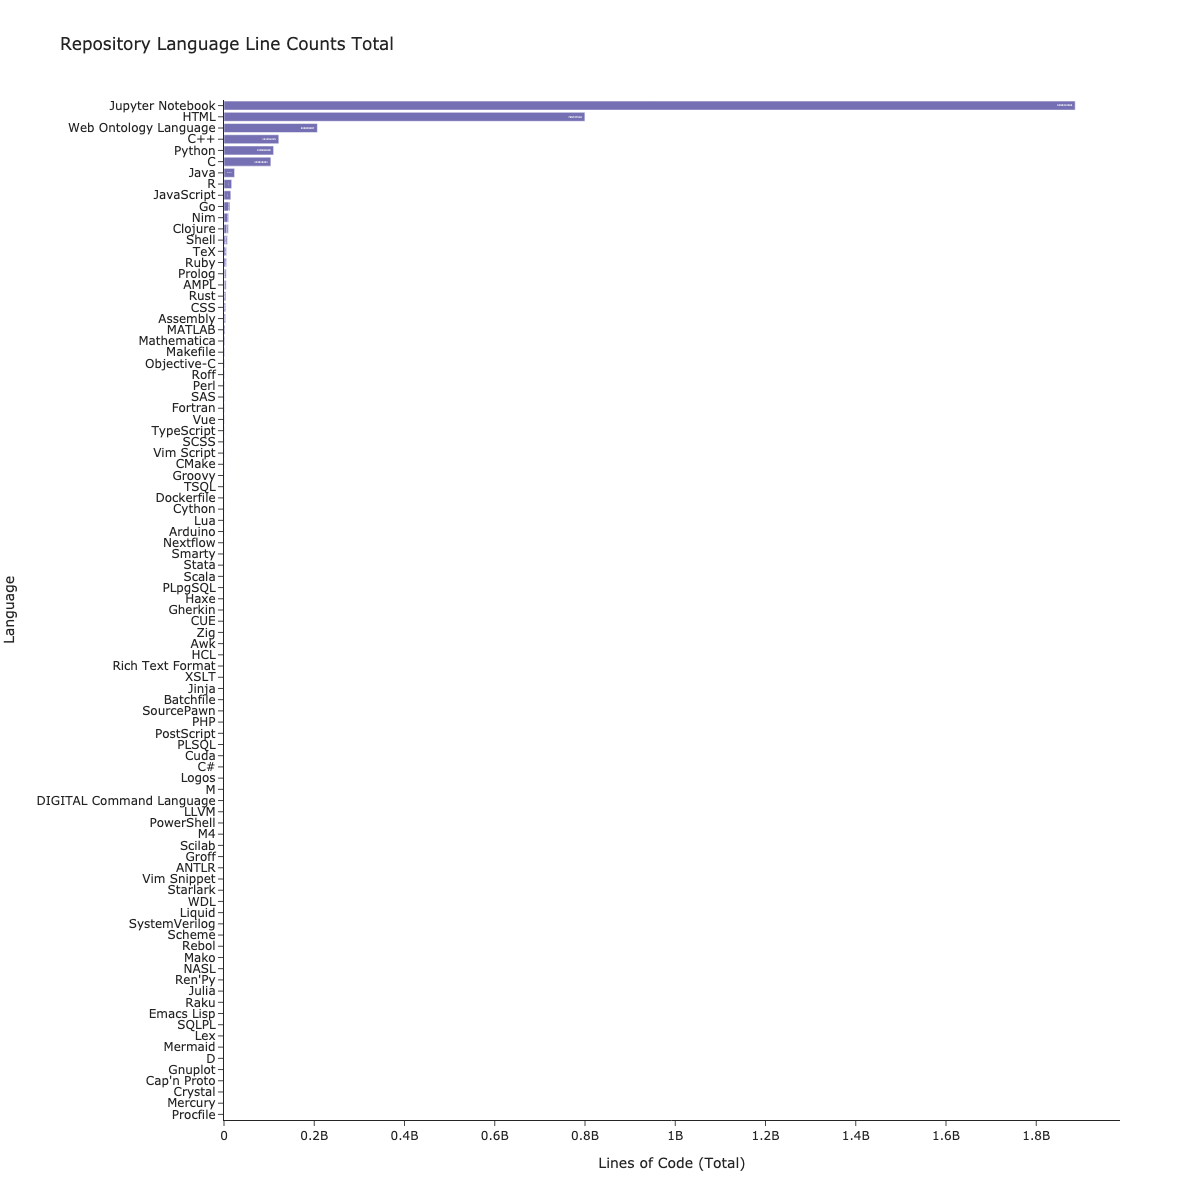 Repository Language Line Counts Total
Jupyter Notebook
HTML
Web Ontology Language
C++
Python
C
Java
R
JavaScript
Go
Nim
Clojure
Shell
TeX
Ruby
Prolog
AMPL
Rust
CSS
Assembly
MATLAB
Mathematica
Makefile
Objective-C
Roff
Perl
SAS
Fortran
Vue
TypeScript
SCSS
Vim Script
CMake
Groovy
TSQL
Dockerfile
Cython
Lua
Arduino
Nextflow
Smarty
Stata
Scala
PLpgSQL
Haxe
Gherkin
CUE
Zig
Awk
HCL
Rich Text Format
XSLT
Jinja
Batchfile
SourcePawn
PHP
PostScript
PLSQL
Cuda
C#
Logos
M
DIGITAL Command Language
LLVM
PowerShell
M4
Scilab
Groff
ANTLR
Vim Snippet
Starlark
WDL
Liquid
SystemVerilog
Scheme
Rebol
Mako
NASL
Ren'Py
Julia
Raku
Emacs Lisp
SQLPL
Lex
Mermaid
D
Gnuplot
Cap'n Proto
Crystal
Mercury
Procfile
Language
0 0.2B 0.4B 0.6B 0.8B 1B 1.2B 1.4B 1.6B 1.8B
Lines of Code (Total)